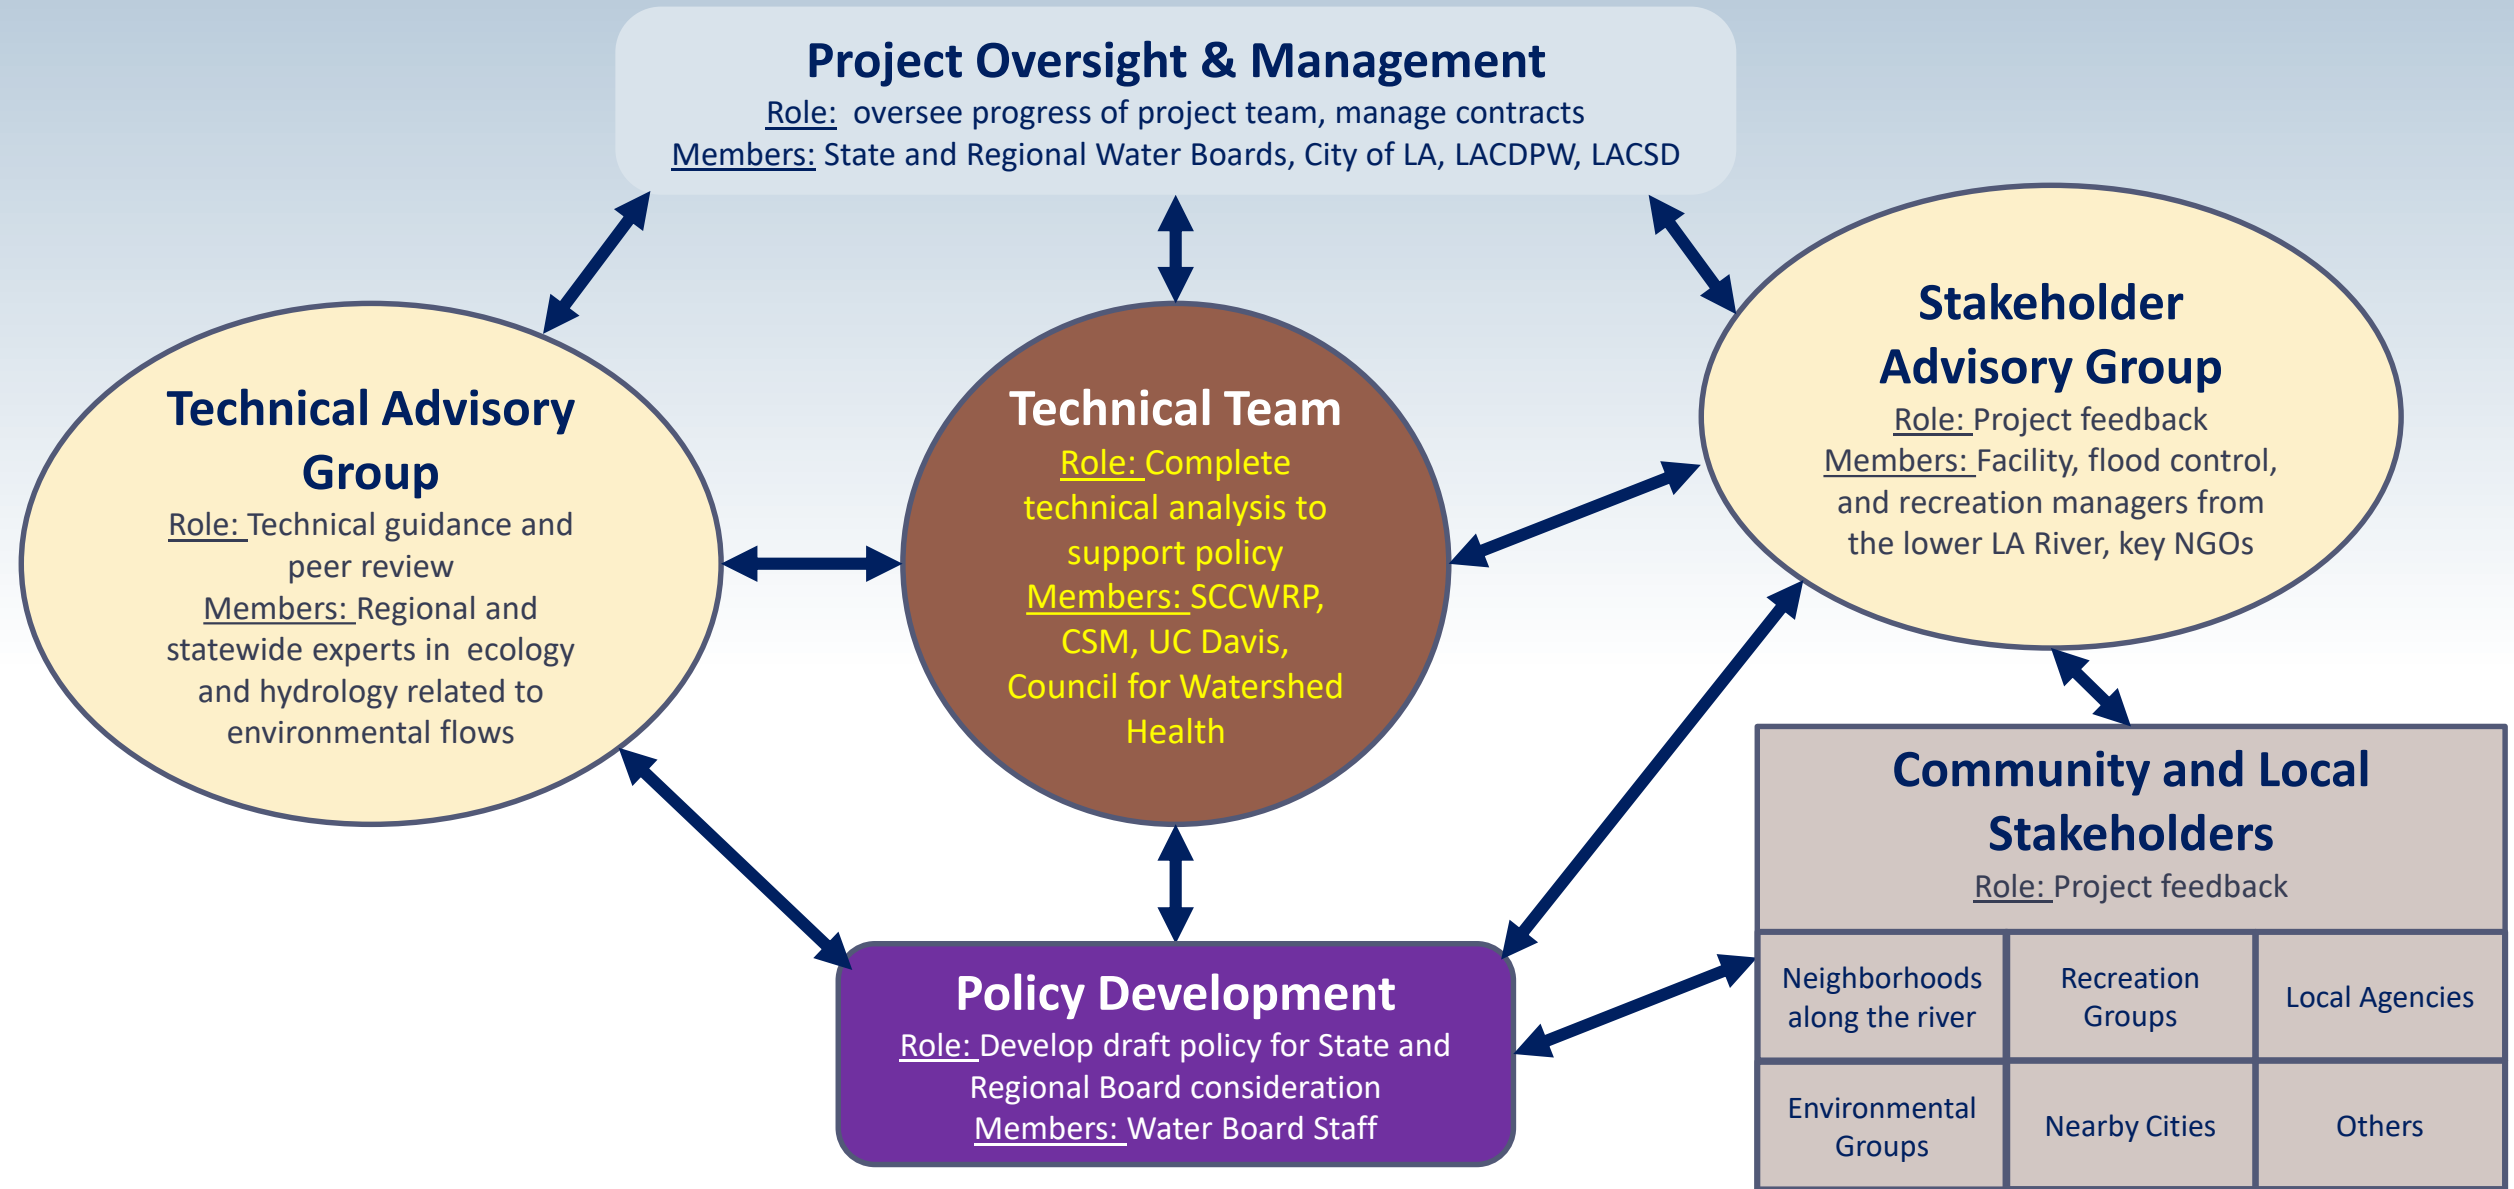 Project Oversight & Management
Role: oversee progress of project team, manage contracts
Members: State and Regional Water Boards, City of LA, LACDPW, LACSD
Technical Advisory
Group
Role: Technical guidance and
peer review
Members: Regional and
statewide experts in ecology
and hydrology related to
environmental flows
Technical Team
Role: Complete
technical analysis to
support policy
Members: SCCWRP,
CSM, UC Davis,
Council for Watershed
Health
Stakeholder
Advisory Group
Role: Project feedback
Members: Facility, flood control,
and recreation managers from
the lower LA River, key NGOs
Policy Development
Role: Develop draft policy for State and
Regional Board consideration
Members: Water Board Staff
Community and Local
Stakeholders
Role: Project feedback
Neighborhoods
along the river
Recreation
Groups
Local Agencies
Environmental
Groups
Nearby Cities
Others